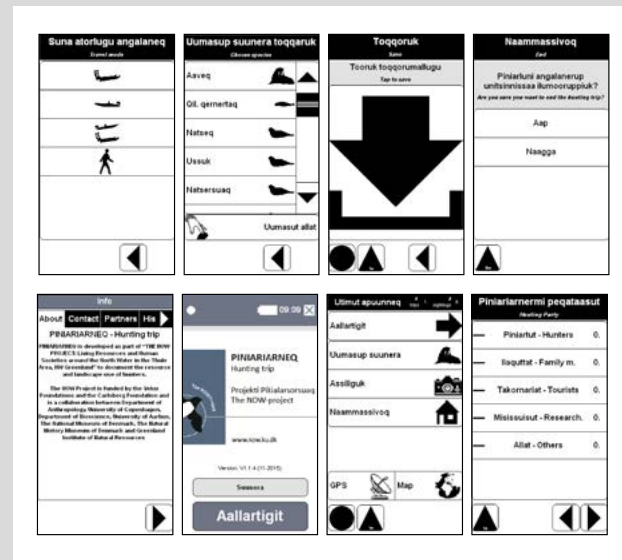 Suna atorlugu angalaneq
Travel mode
Uumasup suunera toqqaruk
Choose species
Aaveq
Qil. qernertaq
Natseq
Ussuk
Natsersuaq
Uumasut allat
Toqqoruk
Save
Tooruk toqqorumallugu
Tap to save
Naammassivoq
End
Piniarluni angalanerup
unitsinnissaa ilumooruppiuk?
Are you sure you want to end the hunting trip?
Aap
Naagga
Info
About Contact Partners His
PINIARIARNEQ - Hunting trip
PINIARIARNEQ is developed as part of "THE NOW
PROJECT: Living Resources and Human
Societies around the North Water in the Thule
Area, NW Greenland" to document the resource
and landscape use of hunters.
The NOW Project is funded by the Velux
Foundations and the Carlsberg Foundation and
is a collaboration between Department of
Anthropology, University of Copenhagen,
Department of Bioscience, University of Aarhus,
The National Museum of Denmark, The Natural
History Museum of Denmark and Greenland
Institute of Natural Resources
09:09
PINIARIARNEQ
Hunting trip
Projekti Pikialarsorsuaq
The NOW-project
www.now.ku.dk
Version: V1.1.4 (11-2015)
Suunera
Aallartigit
Utimut apuunneq
Aallartigit
Uumasup suunera
Assiliguk
Naammassivoq
GPS Map
Piniariarnermi peqataasut
Hunting Party
Piniartut - Hunters 0.
Ilaquttat - Family m. 0.
Takornariat - Tourists 0.
Misissuisut - Research. 0.
Allat - Others 0.